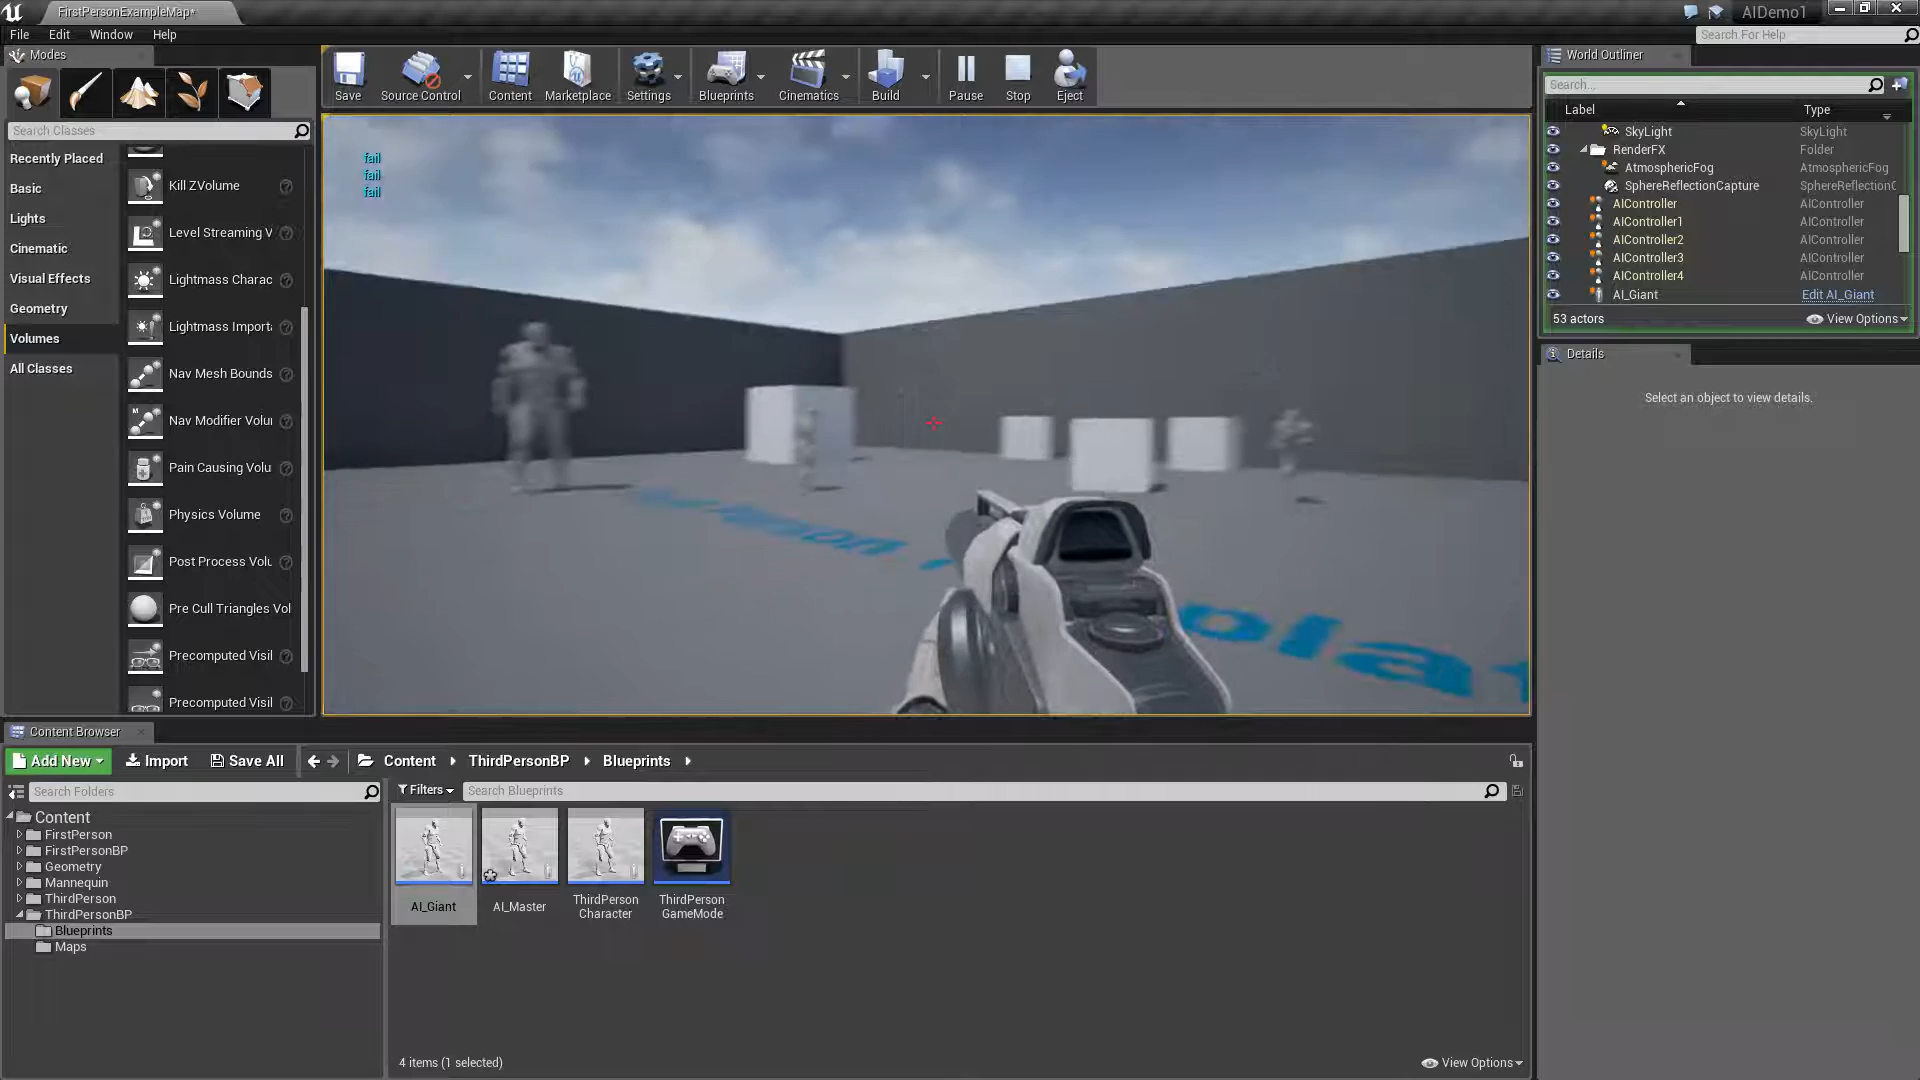 FirstPersonExampleMap*
AIDemo1
File Edit Window Help
Search For Help
Modes
Save
Source Control
Content
Marketplace
Settings
Blueprints
Cinematics
Build
Pause
Stop
Eject
World Outliner
Search...
Label Type
SkyLight SkyLight
RenderFX Folder
AtmosphericFog AtmosphericFog
SphereReflectionCapture SphereReflectionC
AIController AIController
AIController1 AIController
AIController2 AIController
AIController3 AIController
AIController4 AIController
AI_Giant Edit AI_Giant
53 actors View Options
Details
Select an object to view details.
Search Classes
Recently Placed
Basic
Lights
Cinematic
Visual Effects
Geometry
Volumes
All Classes
Kill ZVolume
Level Streaming V
Lightmass Charac
Lightmass Importa
Nav Mesh Bounds
Nav Modifier Volu
Pain Causing Volu
Physics Volume
Post Process Volu
Pre Cull Triangles Vol
Precomputed Visil
Precomputed Visil
fail
fail
fail
Content Browser
Add New Import Save All Content ThirdPersonBP Blueprints
Search Folders
Filters Search Blueprints
Content
FirstPerson
FirstPersonBP
Geometry
Mannequin
ThirdPerson
ThirdPersonBP
Blueprints
Maps
AI_Giant
AI_Master
ThirdPerson
Character
ThirdPerson
GameMode
4 items (1 selected) View Options